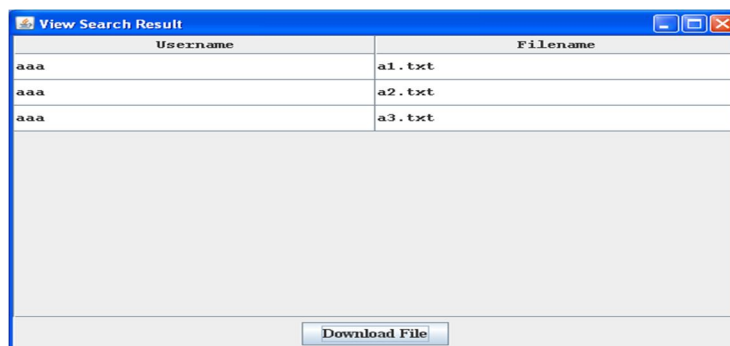 View Search Result
Username Filename
aaa a1.txt
aaa a2.txt
aaa a3.txt
Download File